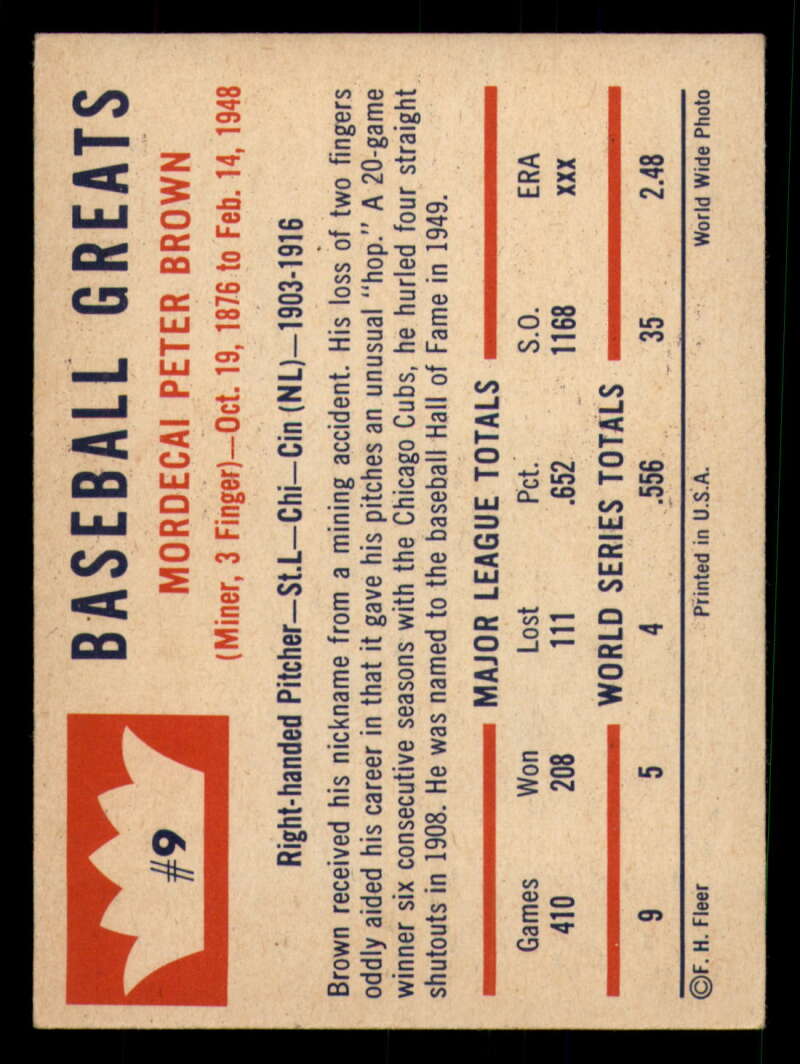 #9
BASEBALL GREATS
MORDECAI PETER BROWN
(Miner, 3 Finger)—Oct. 19, 1876 to Feb. 14, 1948
Right-handed Pitcher—St.L—Chi—Cin (NL)—1903-1916
Brown received his nickname from a mining accident. His loss of two fingers
oddly aided his career in that it gave his pitches an unusual "hop." A 20-game
winner six consecutive seasons with the Chicago Cubs, he hurled four straight
shutouts in 1908. He was named to the baseball Hall of Fame in 1949.
MAJOR LEAGUE TOTALS
Games Won Lost Pct. S.O. ERA
410 208 111 .652 1168 xxx
WORLD SERIES TOTALS
9 5 4 .556 35 2.48
©F. H. Fleer Printed in U.S.A. World Wide Photo